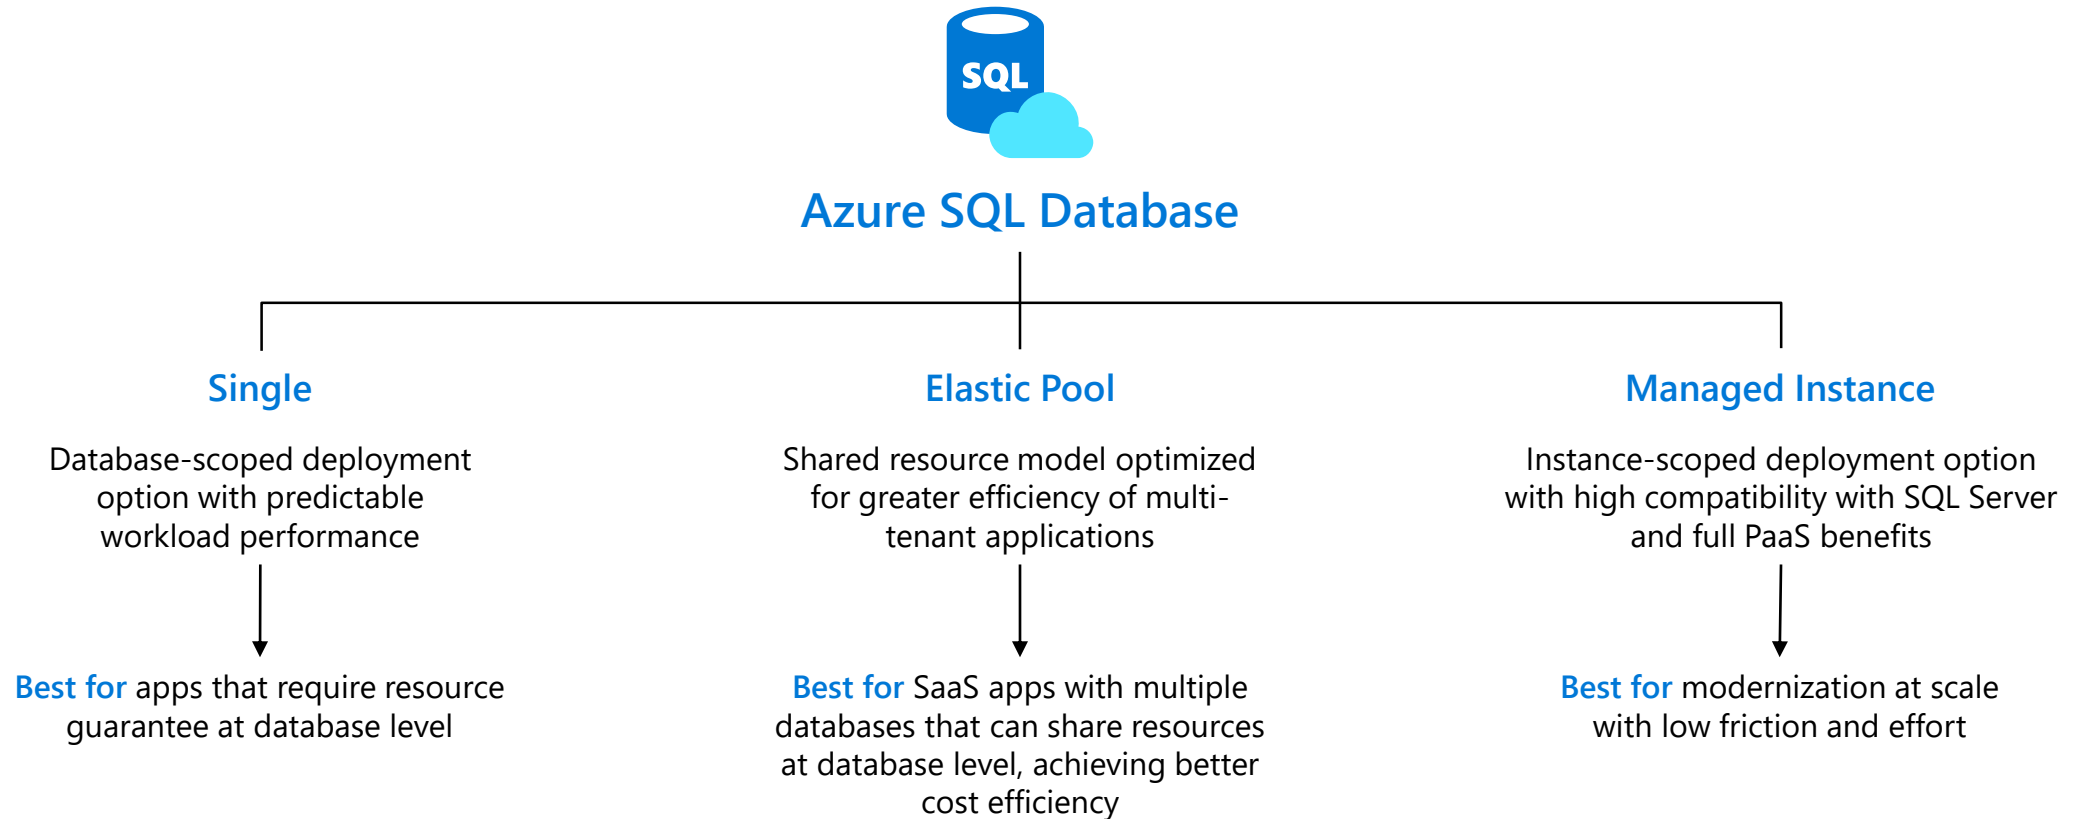 SQL
Azure SQL Database
Single
Database-scoped deployment
option with predictable
workload performance
Best for apps that require resource
guarantee at database level
Elastic Pool
Shared resource model optimized
for greater efficiency of multi-
tenant applications
Best for SaaS apps with multiple
databases that can share resources
at database level, achieving better
cost efficiency
Managed Instance
Instance-scoped deployment option
with high compatibility with SQL Server
and full PaaS benefits
Best for modernization at scale
with low friction and effort